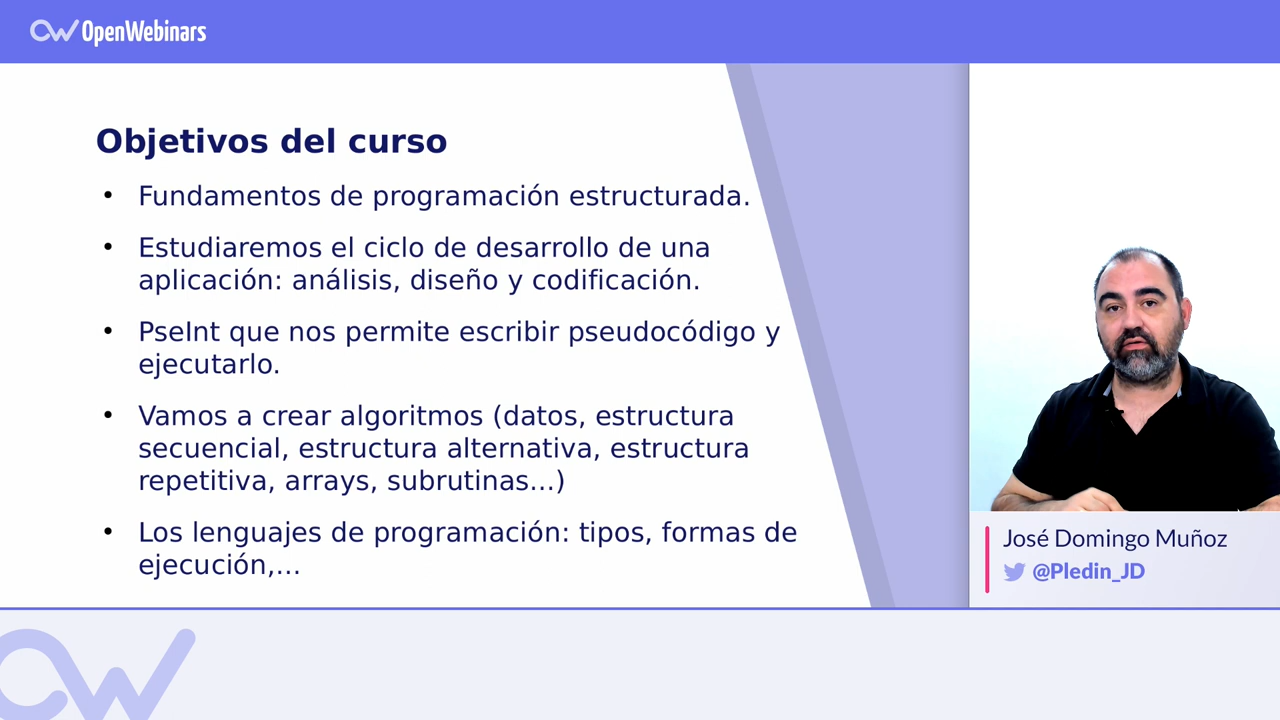 OpenWebinars
Objetivos del curso
• Fundamentos de programación estructurada.
• Estudiaremos el ciclo de desarrollo de una
aplicación: análisis, diseño y codificación.
• PseInt que nos permite escribir pseudocódigo y
ejecutarlo.
• Vamos a crear algoritmos (datos, estructura
secuencial, estructura alternativa, estructura
repetitiva, arrays, subrutinas...)
• Los lenguajes de programación: tipos, formas de
ejecución,...
José Domingo Muñoz
@Pledin_JD